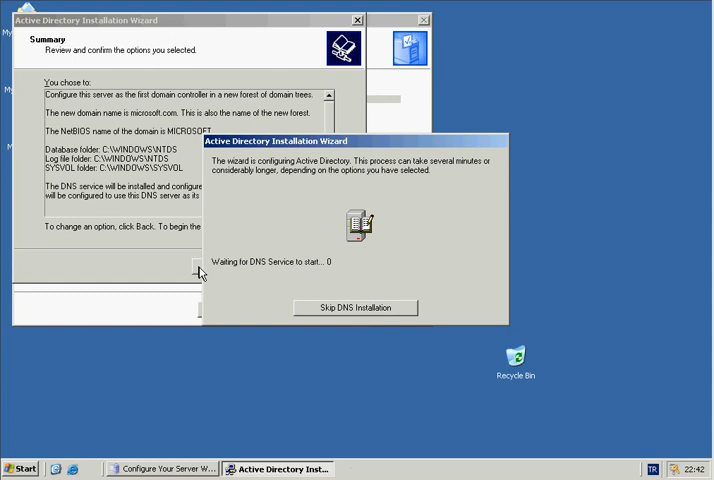 My
Active Directory Installation Wizard
Summary
Review and confirm the options you selected.
My
You chose to:
Configure this server as the first domain controller in a new forest of domain trees.
The new domain name is microsoft.com. This is also the name of the new forest.
The NetBIOS name of the domain is MICROSOFT
M
Database folder: C:\WINDOWS\NTDS
Log file folder: C:\WINDOWS\NTDS
SYSVOL folder: C:\WINDOWS\SYSVOL
The DNS service will be installed and configure
will be configured to use this DNS server as its
To change an option, click Back. To begin the
Active Directory Installation Wizard
The wizard is configuring Active Directory. This process can take several minutes or
considerably longer, depending on the options you have selected.
Waiting for DNS Service to start... 0
Skip DNS Installation
Recycle Bin
Start
Configure Your Server W...
Active Directory Inst...
TR
22:42